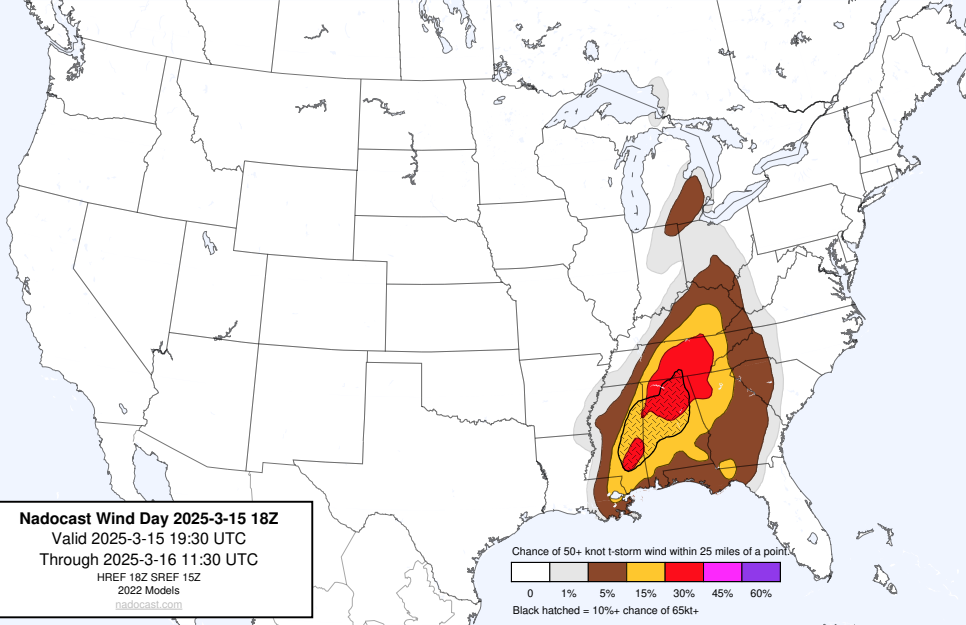 Nadocast Wind Day 2025-3-15 18Z
Valid 2025-3-15 19:30 UTC
Through 2025-3-16 11:30 UTC
HREF 18Z SREF 15Z
2022 Models
nadocast.com
Chance of 50+ knot t-storm wind within 25 miles of a point.
0 1% 5% 15% 30% 45% 60%
Black hatched = 10%+ chance of 65kt+